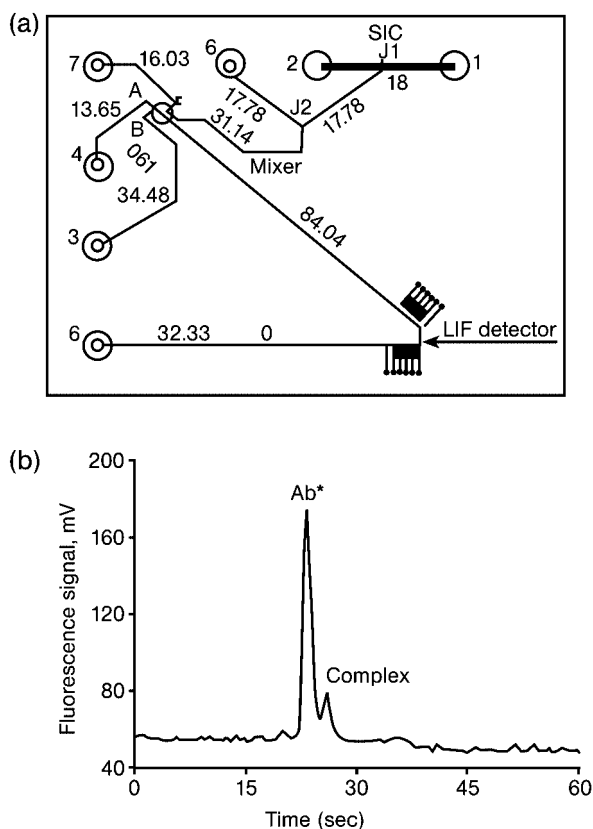 (a)
SIC
J1
7
16.03
6
2
1
18
A
13.65
B
17.78
J2
17.78
31.14
4
061
Mixer
34.48
3
84.04
6
32.33
0
LIF detector
(b)
200
160
120
80
40
Fluorescence signal, mV
Ab*
Complex
0
15
30
45
60
Time (sec)